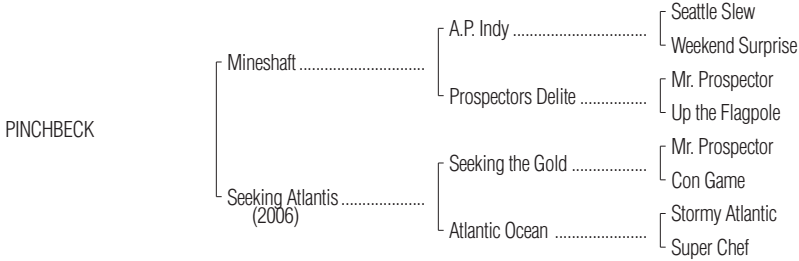 Seattle Slew
A.P. Indy ................................
Weekend Surprise
Mineshaft ..............................
Mr. Prospector
Prospectors Delite ................
Up the Flagpole
PINCHBECK
Mr. Prospector
Seeking the Gold ..................
Con Game
Seeking Atlantis ....................
(2006)
Stormy Atlantic
Atlantic Ocean ......................
Super Chef